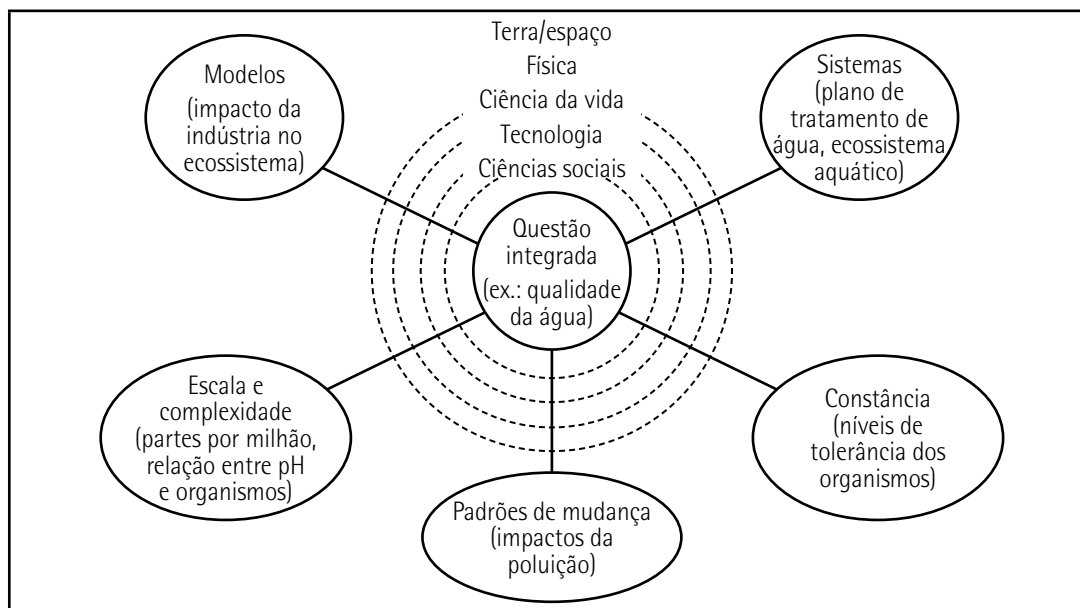 Terra/espaço
Física
Ciência da vida
Tecnologia
Ciências sociais
Modelos
(impacto da
indústria no
ecossistema)
Sistemas
(plano de
tratamento de
água, ecossistema
aquático)
Questão
integrada
(ex.: qualidade
da água)
Escala e
complexidade
(partes por milhão,
relação entre pH
e organismos)
Padrões de mudança
(impactos da
poluição)
Constância
(níveis de
tolerância dos
organismos)